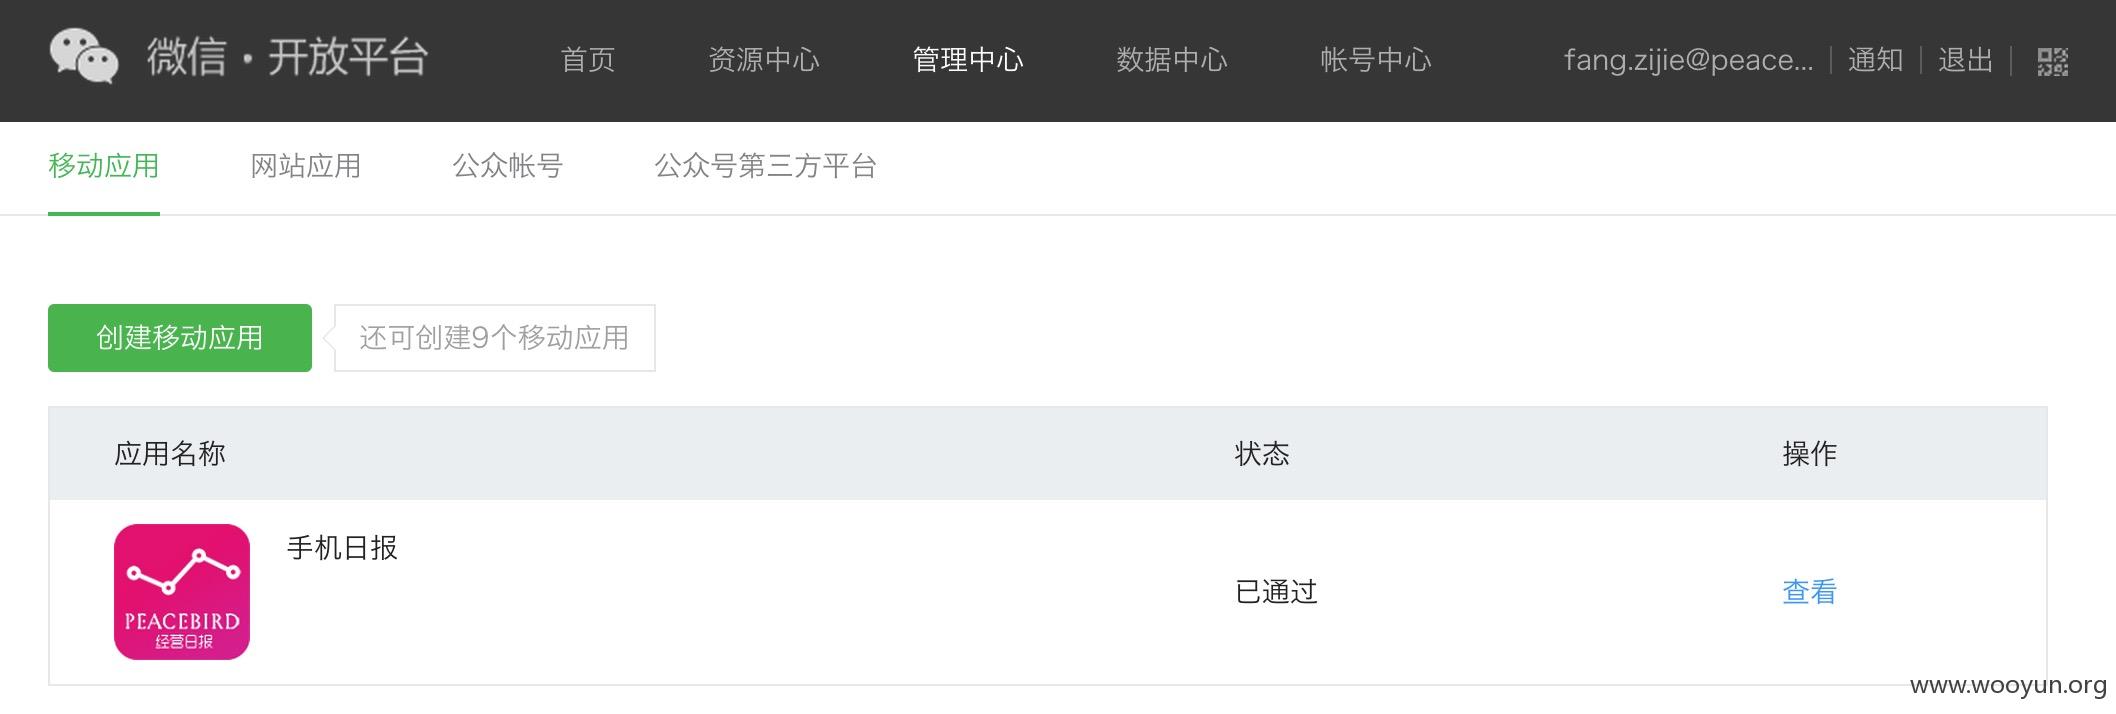 微信·开放平台 首页 资源中心 管理中心 数据中心 帐号中心 fang.zijie@peace... 通知 退出
移动应用 网站应用 公众帐号 公众号第三方平台
创建移动应用 还可创建9个移动应用
应用名称 状态 操作
手机日报
已通过 查看
PEACEBIRD
经营日报
www.wooyun.org